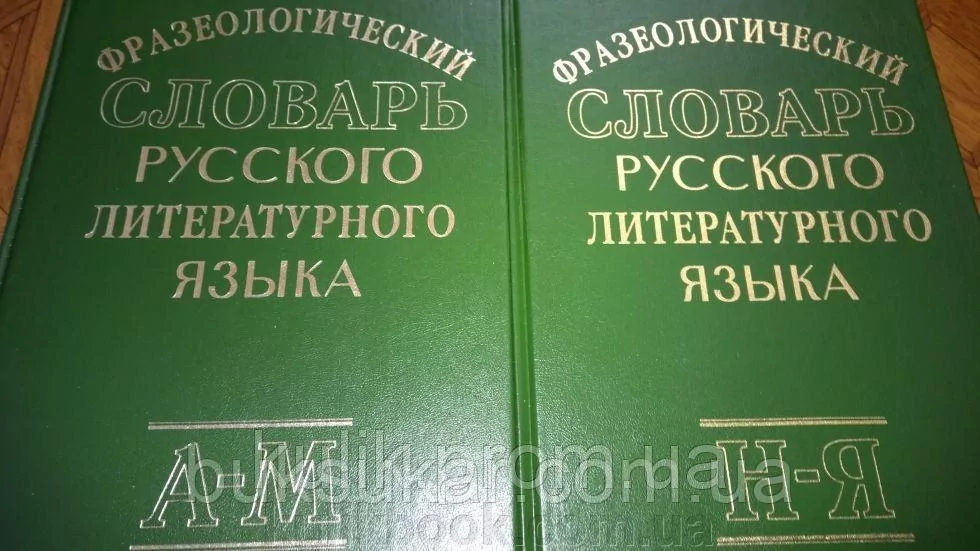 ФРАЗЕОЛОГИЧЕСКИЙ
СЛОВАРЬ
РУССКОГО
ЛИТЕРАТУРНОГО
ЯЗЫКА
А-М
ФРАЗЕОЛОГИЧЕСКИЙ
СЛОВАРЬ
РУССКОГО
ЛИТЕРАТУРНОГО
ЯЗЫКА
Н-Я